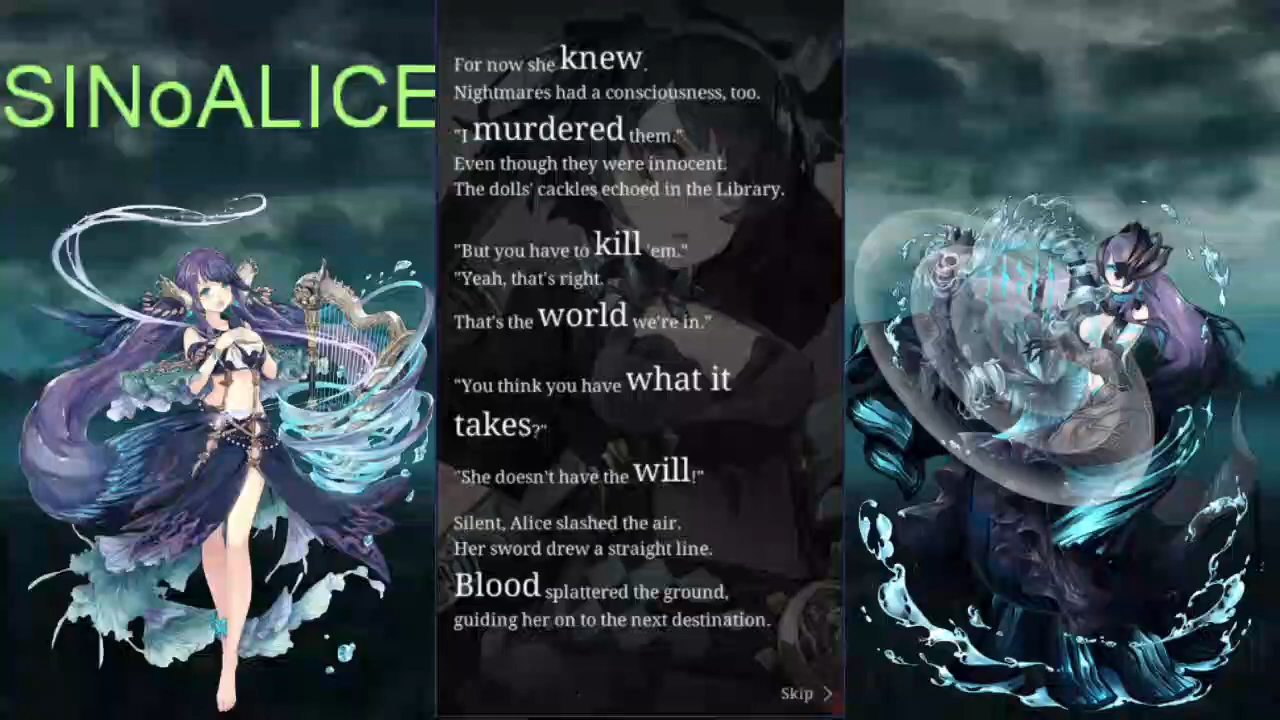 SINoALICE
For now she knew.
Nightmares had a consciousness, too.
"I murdered them."
Even though they were innocent.
The dolls' cackles echoed in the Library.
"But you have to kill 'em."
"Yeah, that's right.
That's the world we're in."
"You think you have what it
takes?"
"She doesn't have the will!"
Silent, Alice slashed the air.
Her sword drew a straight line.
Blood splattered the ground,
guiding her on to the next destination.
Skip